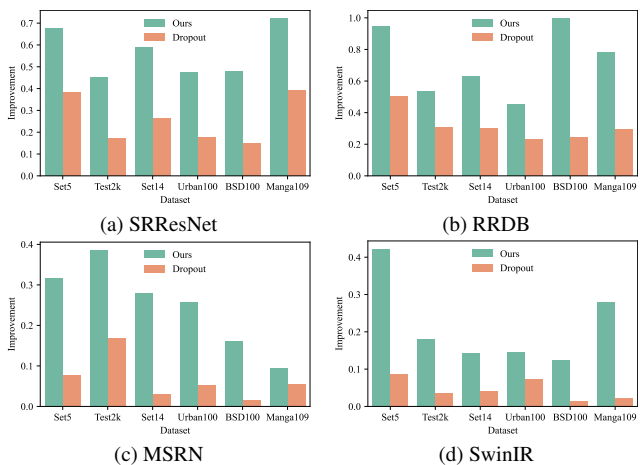 Improvement
0.7
0.6
0.5
0.4
0.3
0.2
0.1
0.0
Ours
Dropout
Set5 Test2k Set14 Urban100 BSD100 Manga109
Dataset
(a) SRResNet
Improvement
1.0
0.8
0.6
0.4
0.2
0.0
Ours
Dropout
Set5 Test2k Set14 Urban100 BSD100 Manga109
Dataset
(b) RRDB
Improvement
0.4
0.3
0.2
0.1
0.0
Ours
Dropout
Set5 Test2k Set14 Urban100 BSD100 Manga109
Dataset
(c) MSRN
Improvement
0.4
0.3
0.2
0.1
0.0
Ours
Dropout
Set5 Test2k Set14 Urban100 BSD100 Manga109
Dataset
(d) SwinIR